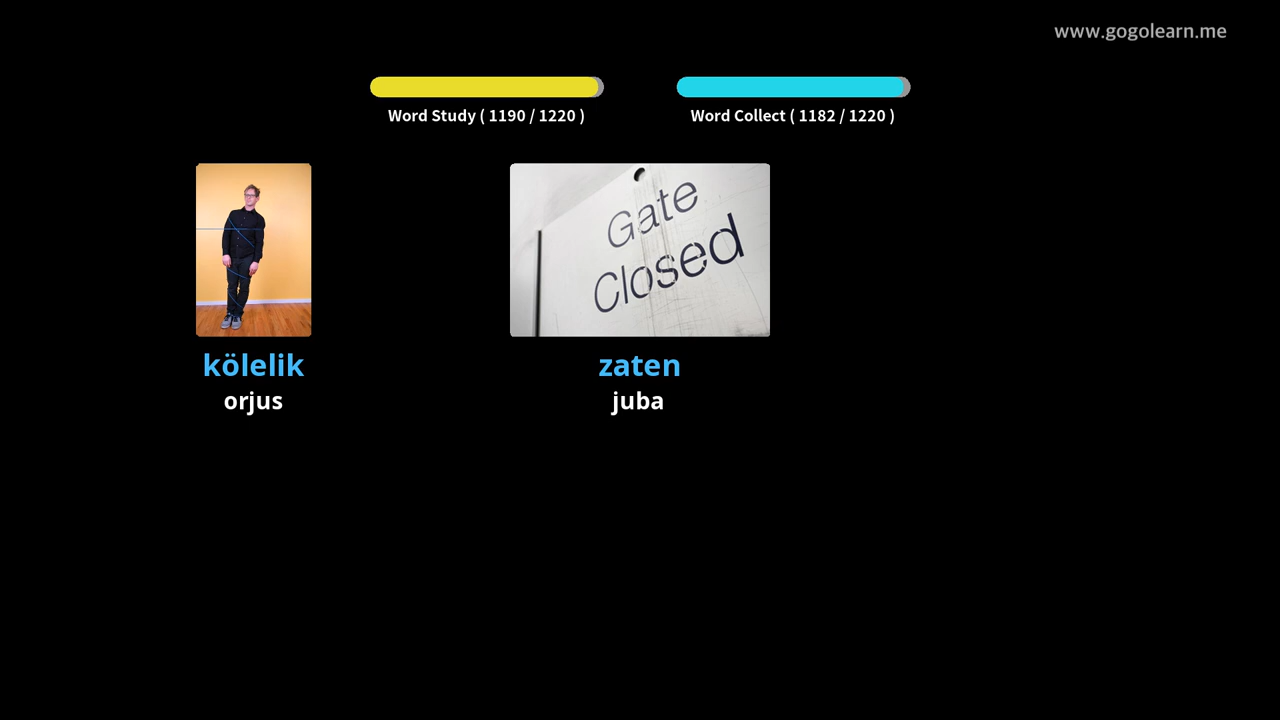 www.gogolearn.me
Word Study ( 1190 / 1220 )
Word Collect ( 1182 / 1220 )
Gate
Closed
kölelik
orjus
zaten
juba